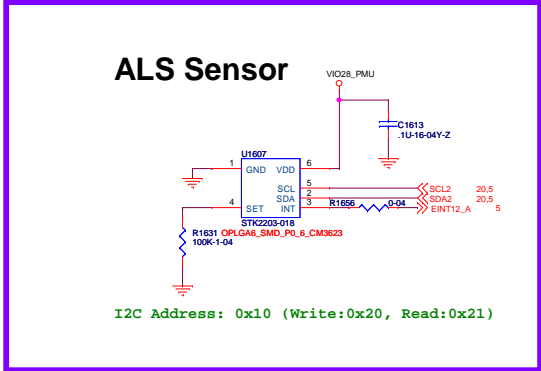 ALS Sensor
VIO28_PMU
C1613
.1U-16-04Y-Z
U1607
1 GND VDD 6
SCL 5
SDA 2
4 SET INT 3
R1656 0-04
SCL2 20,5
SDA2 20,5
EINT12_A 5
STK2203-018
R1631 OPLGA6_SMD_P0_6_CM3623
100K-1-04
I2C Address: 0x10 (Write:0x20, Read:0x21)